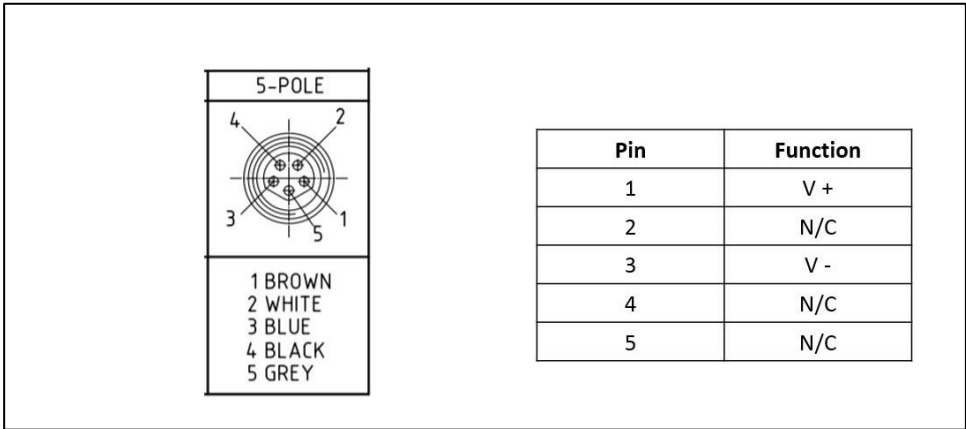 5-POLE
4 2
3 5 1
1 BROWN
2 WHITE
3 BLUE
4 BLACK
5 GREY
Pin Function
1 V +
2 N/C
3 V -
4 N/C
5 N/C